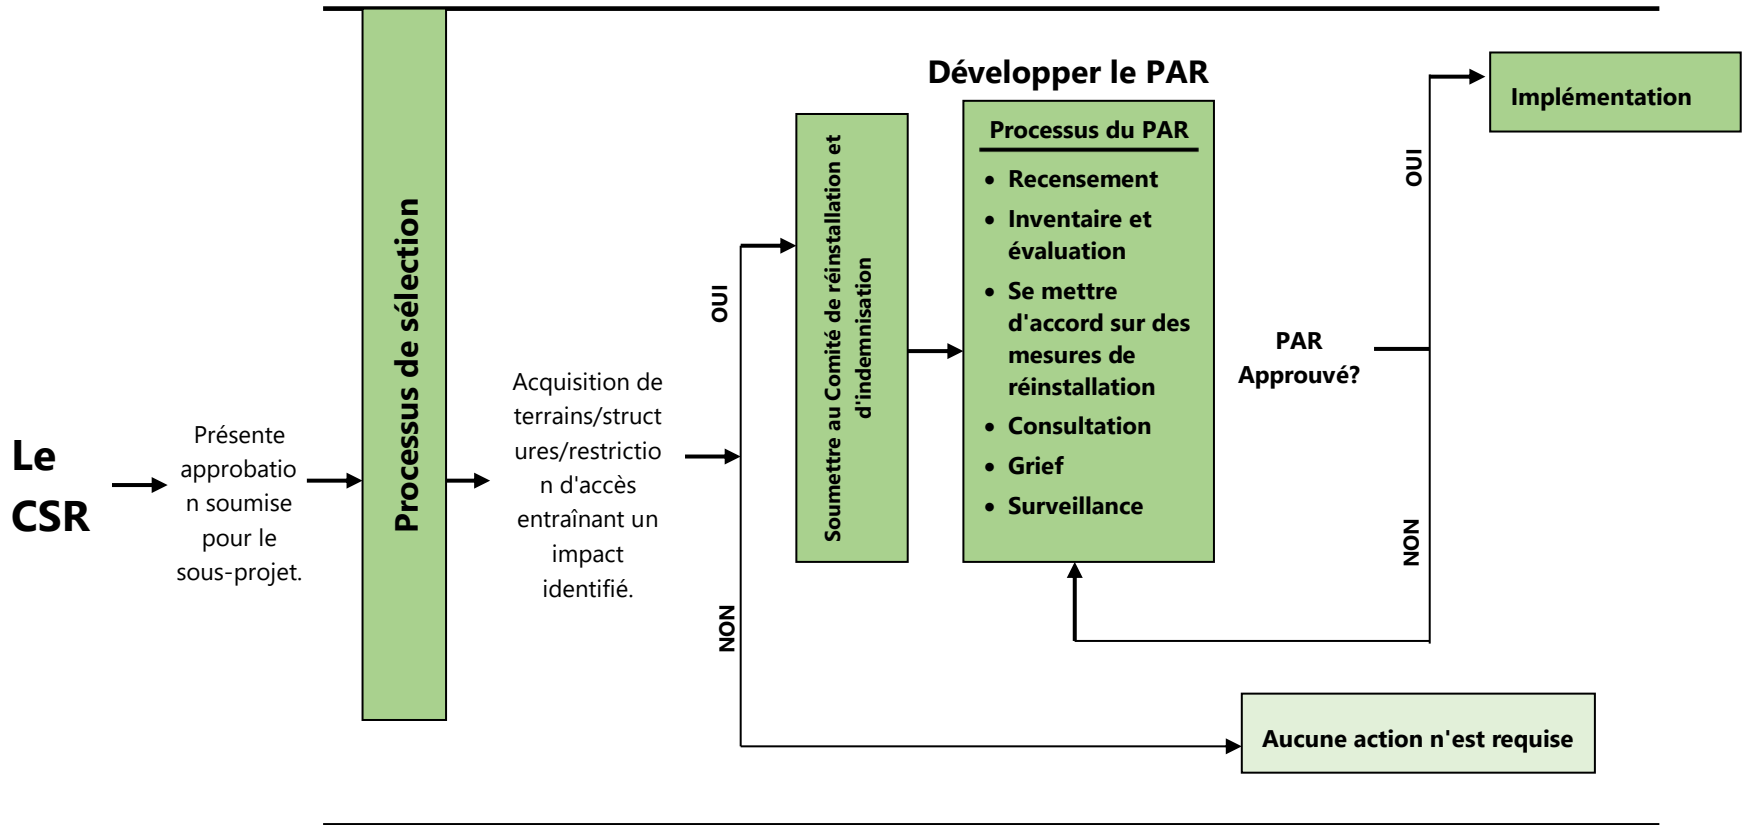 Le
CSR
Présente
approbatio
n soumise
pour le
sous-projet.
Processus de sélection
Acquisition de
terrains/struct
ures/restrictio
n d'accès
entraînant un
impact
identifié.
OUI
NON
Soumettre au Comité de réinstallation et
d'indemnisation
Développer le PAR
Processus du PAR
• Recensement
• Inventaire et
évaluation
• Se mettre
d'accord sur des
mesures de
réinstallation
• Consultation
• Grief
• Surveillance
PAR
Approuvé?
OUI
NON
Implémentation
Aucune action n'est requise